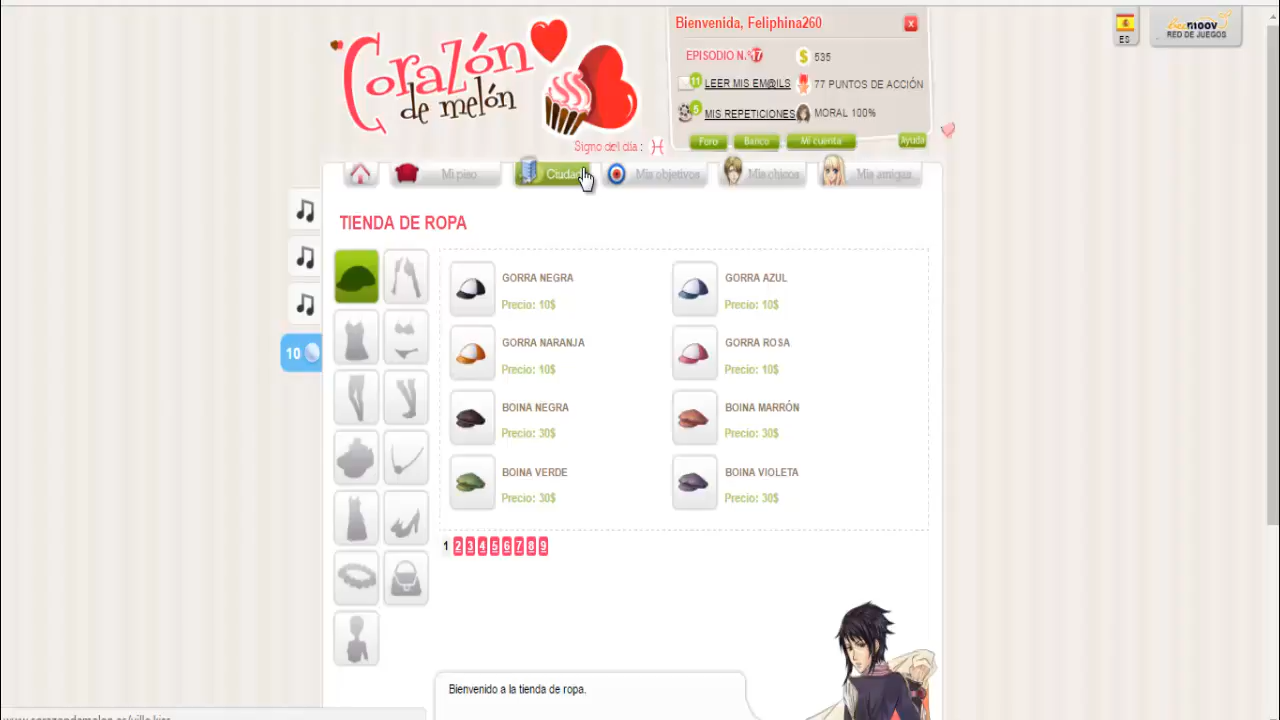 Corazón
de melón
Bienvenida, Feliphina260
EPISODIO N.º17
535
11 LEER MIS EM@ILS
77 PUNTOS DE ACCIÓN
5 MIS REPETICIONES
MORAL 100%
Foro
Banco
Mi cuenta
Ayuda
Signo del día :
ES
RED DE JUEGOS
Mi piso
Ciudad
Mis objetivos
Mis chicos
Mis amigas
TIENDA DE ROPA
10
GORRA NEGRA
Precio: 10$
GORRA AZUL
Precio: 10$
GORRA NARANJA
Precio: 10$
GORRA ROSA
Precio: 10$
BOINA NEGRA
Precio: 30$
BOINA MARRÓN
Precio: 30$
BOINA VERDE
Precio: 30$
BOINA VIOLETA
Precio: 30$
1 2 3 4 5 6 7 8 9
Bienvenido a la tienda de ropa.